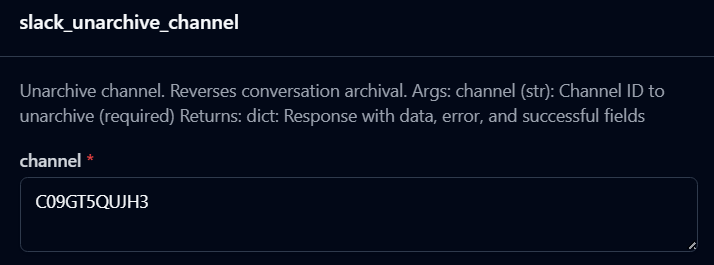 slack_unarchive_channel
Unarchive channel. Reverses conversation archival. Args: channel (str): Channel ID to
unarchive (required) Returns: dict: Response with data, error, and successful fields
channel *
C09GT5QUJH3